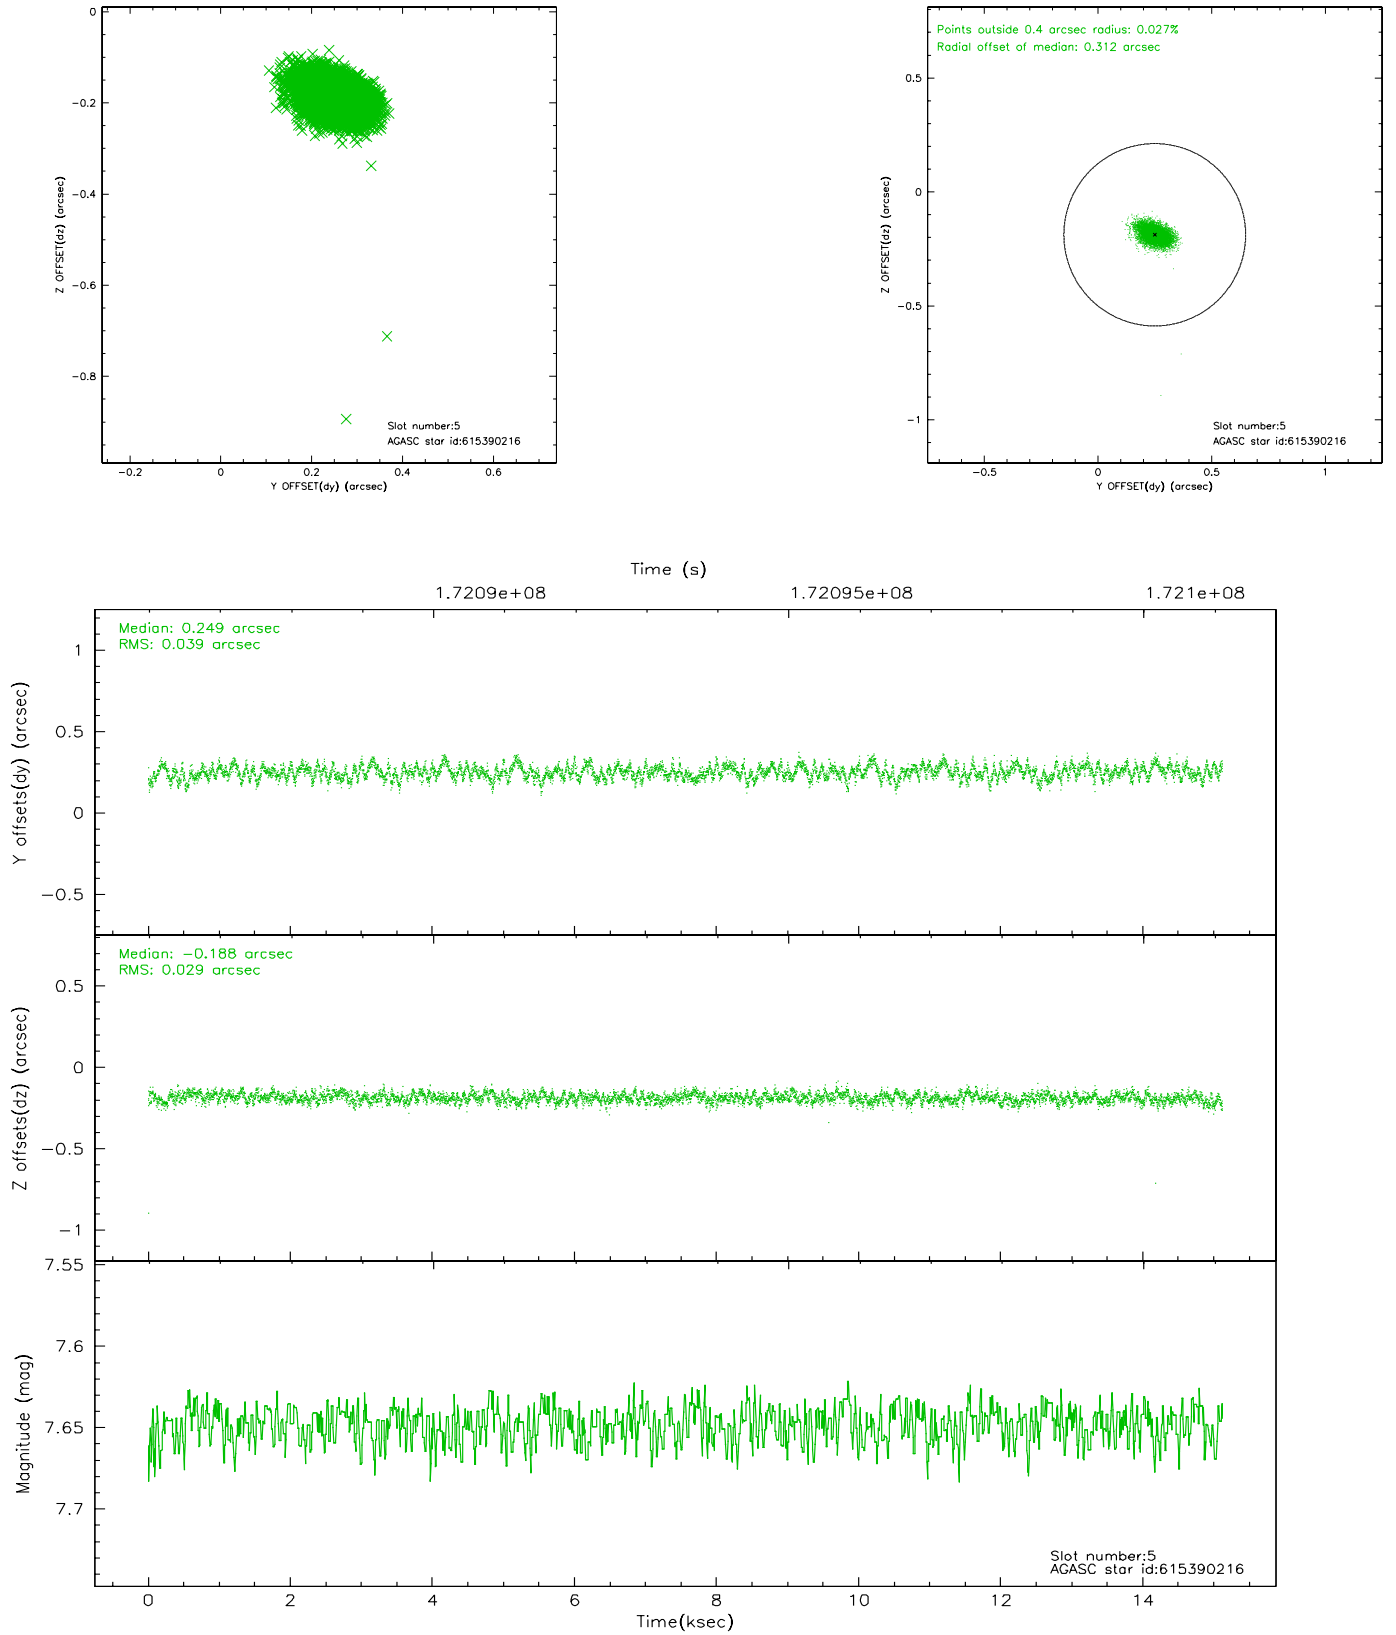 0
−0.2
−0.4
−0.6
−0.8
Z OFFSET(dz) (arcsec)
Slot number:5
AGASC star id:615390216
−0.2
0
0.2
0.4
0.6
Y OFFSET(dy) (arcsec)
Points outside 0.4 arcsec radius: 0.027%
Radial offset of median: 0.312 arcsec
0.5
0
−0.5
−1
Z OFFSET(dz) (arcsec)
Slot number:5
AGASC star id:615390216
−0.5
0
0.5
1
Y OFFSET(dy) (arcsec)
Time (s)
1.7209e+08
1.72095e+08
1.721e+08
Median: 0.249 arcsec
RMS: 0.039 arcsec
1
0.5
0
−0.5
Y offsets(dy) (arcsec)
Median: −0.188 arcsec
RMS: 0.029 arcsec
0.5
0
−0.5
−1
Z offsets(dz) (arcsec)
7.55
7.6
7.65
7.7
Magnitude (mag)
Slot number:5
AGASC star id:615390216
0
2
4
6
8
10
12
14
Time(ksec)